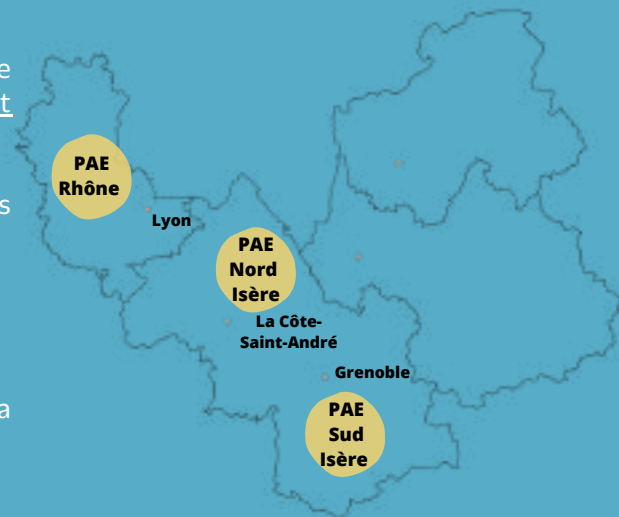 e
t
s
a
PAE
Rhône
Lyon
PAE
Nord
Isère
La Côte-
Saint-André
Grenoble
PAE
Sud
Isère